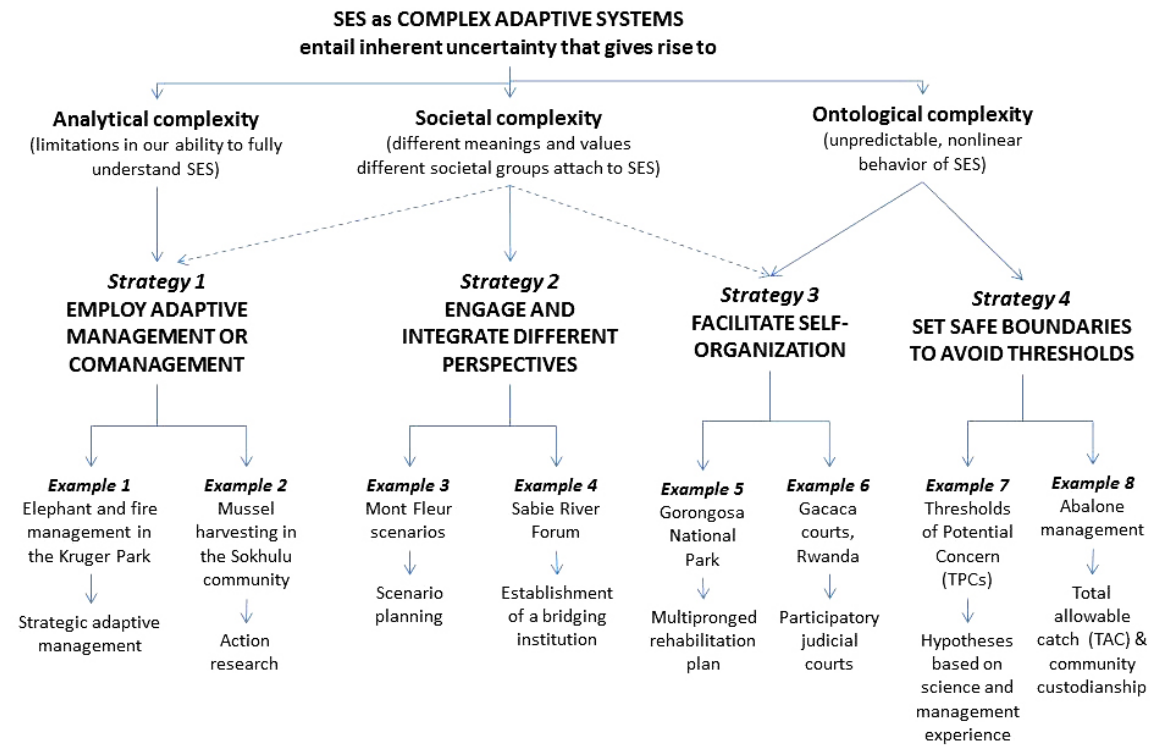 SES as COMPLEX ADAPTIVE SYSTEMS
entail inherent uncertainty that gives rise to
Analytical complexity
(limitations in our ability to fully
understand SES)
Societal complexity
(different meanings and values
different societal groups attach to SES)
Ontological complexity
(unpredictable, nonlinear
behavior of SES)
Strategy 1
EMPLOY ADAPTIVE
MANAGEMENT OR
COMANAGEMENT
Strategy 2
ENGAGE AND
INTEGRATE DIFFERENT
PERSPECTIVES
Strategy 3
FACILITATE SELF-
ORGANIZATION
Strategy 4
SET SAFE BOUNDARIES
TO AVOID THRESHOLDS
Example 1
Elephant and fire
management in
the Kruger Park
Strategic adaptive
management
Example 2
Mussel
harvesting in
the Sokhulu
community
Action
research
Example 3
Mont Fleur
scenarios
Scenario
planning
Example 4
Sabie River
Forum
Establishment
of a bridging
institution
Example 5
Gorongosa
National
Park
Multipronged
rehabilitation
plan
Example 6
Gacaca
courts,
Rwanda
Participatory
judicial
courts
Example 7
Thresholds
of Potential
Concern
(TPCs)
Hypotheses
based on
science and
management
experience
Example 8
Abalone
management
Total
allowable
catch (TAC) &
community
custodianship